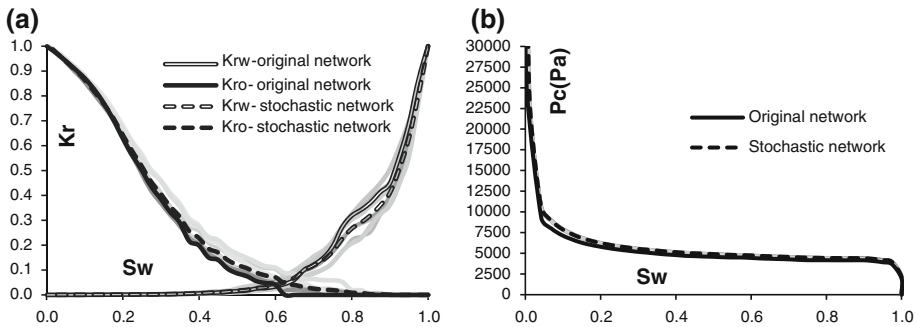 (a)
1.0
0.9
0.8
0.7
0.6
0.5
0.4
0.3
0.2
0.1
0.0
Kr
Krw-original network
Kro-original network
Krw-stochastic network
Kro-stochastic network
Sw
0.0 0.2 0.4 0.6 0.8 1.0
(b)
30000
27500
25000
22500
20000
17500
15000
12500
10000
7500
5000
2500
0
Pc(Pa)
Original network
Stochastic network
Sw
0.0 0.2 0.4 0.6 0.8 1.0